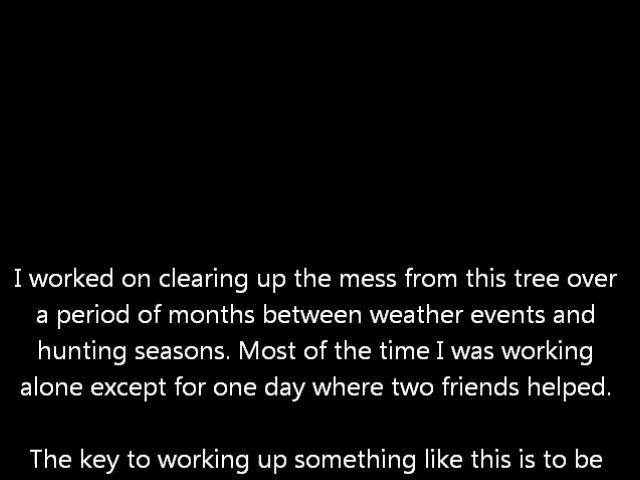 I worked on clearing up the mess from this tree over
a period of months between weather events and
hunting seasons. Most of the time I was working
alone except for one day where two friends helped.
The key to working up something like this is to be